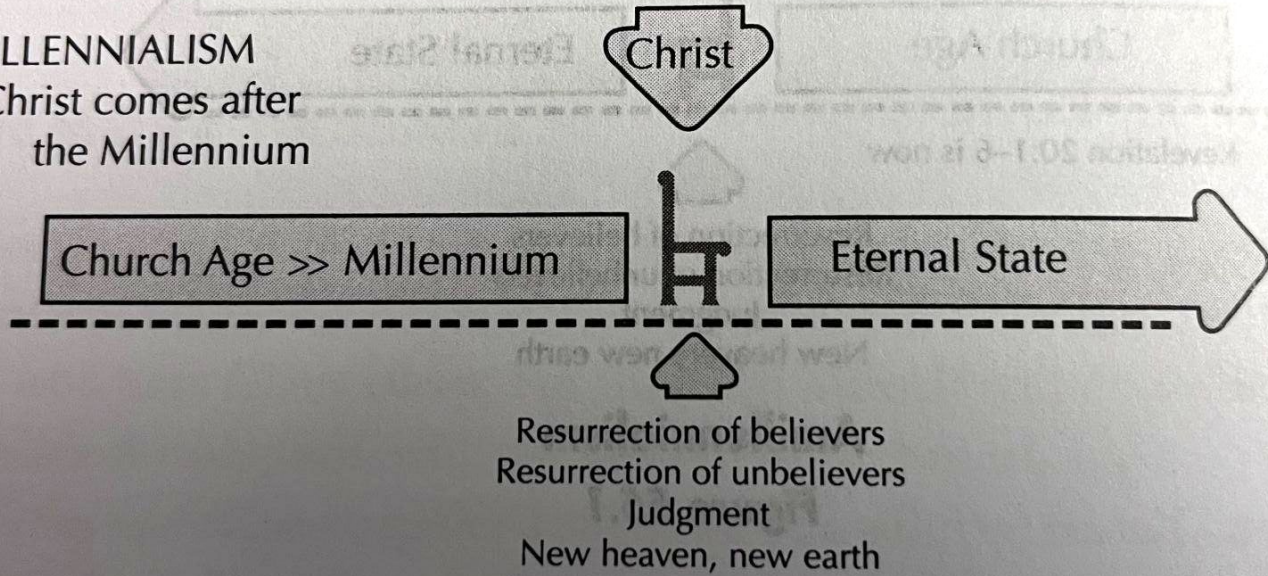 LLENNIALISM
Christ comes after
the Millennium
Christ
Church Age >> Millennium
Eternal State
Resurrection of believers
Resurrection of unbelievers
Judgment
New heaven, new earth